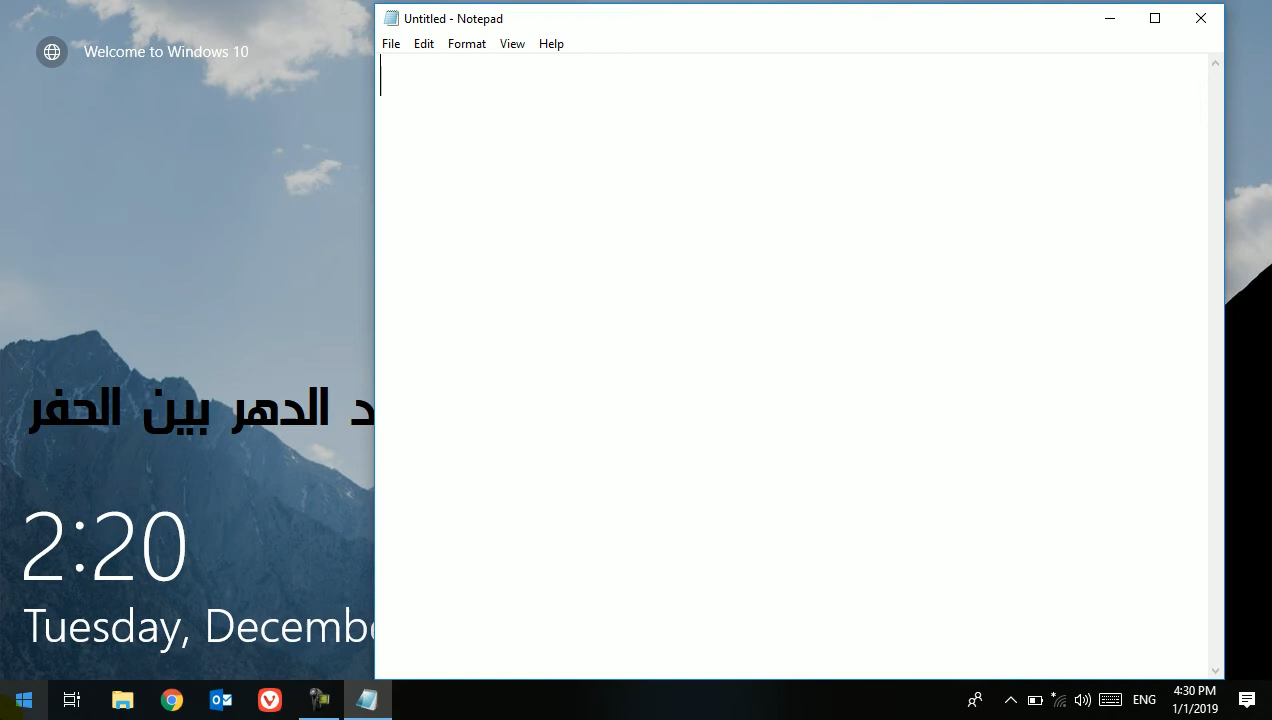 Untitled - Notepad
File Edit Format View Help
Welcome to Windows 10
الدهر بين الحفر
2:20
Tuesday,
ENG
4:30 PM
1/1/2019